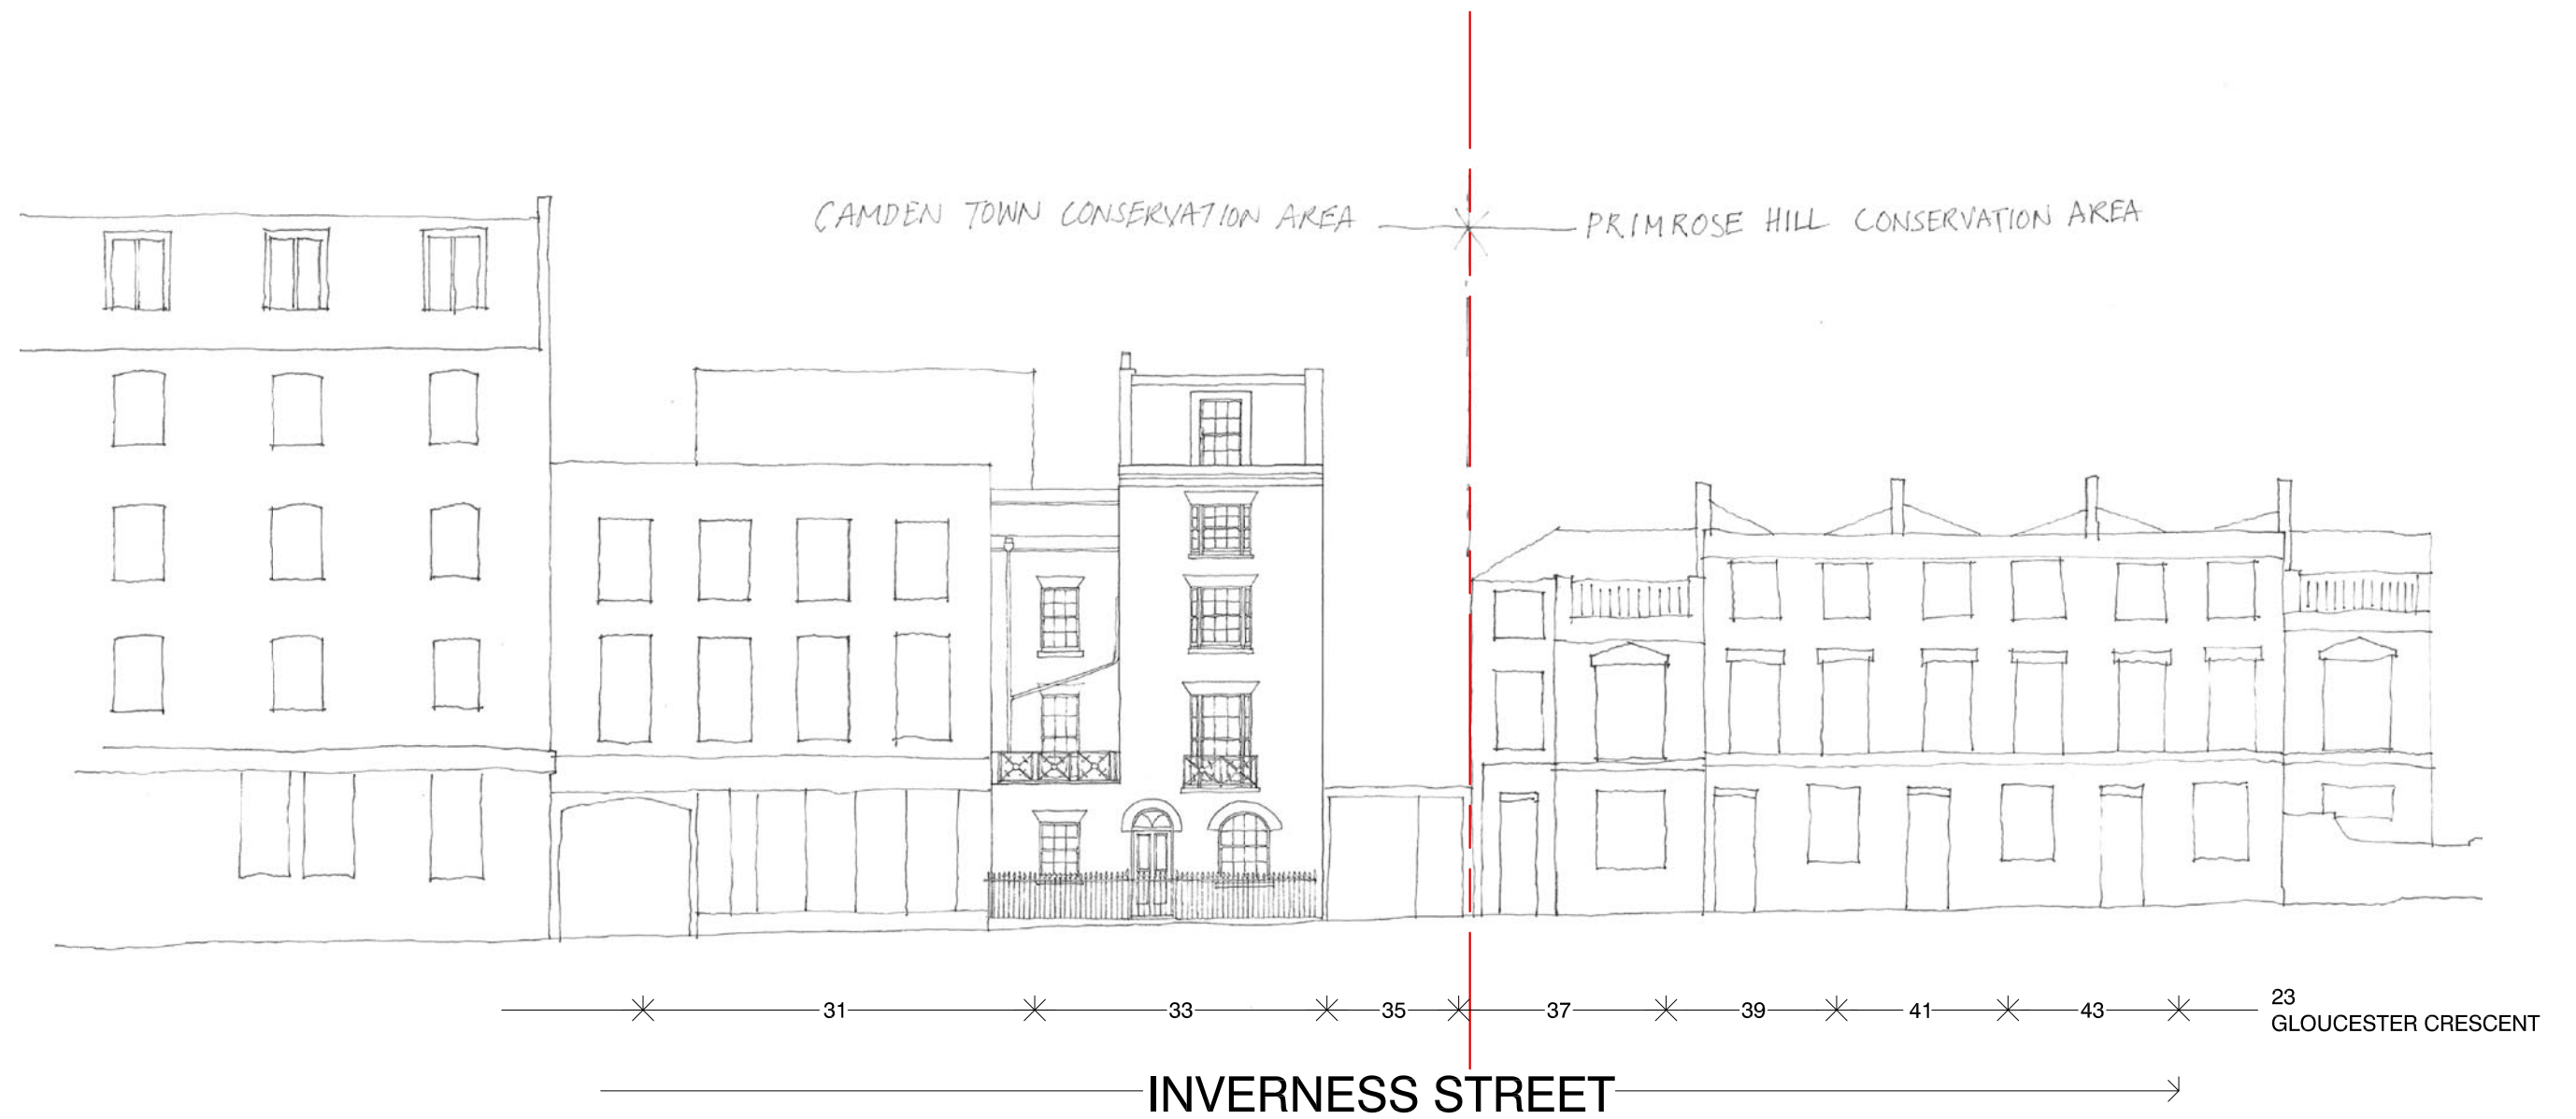 CAMDEN TOWN CONSERVATION AREA
PRIMROSE HILL CONSERVATION AREA
31
33
35
37
39
41
43
23
GLOUCESTER CRESCENT
INVERNESS STREET